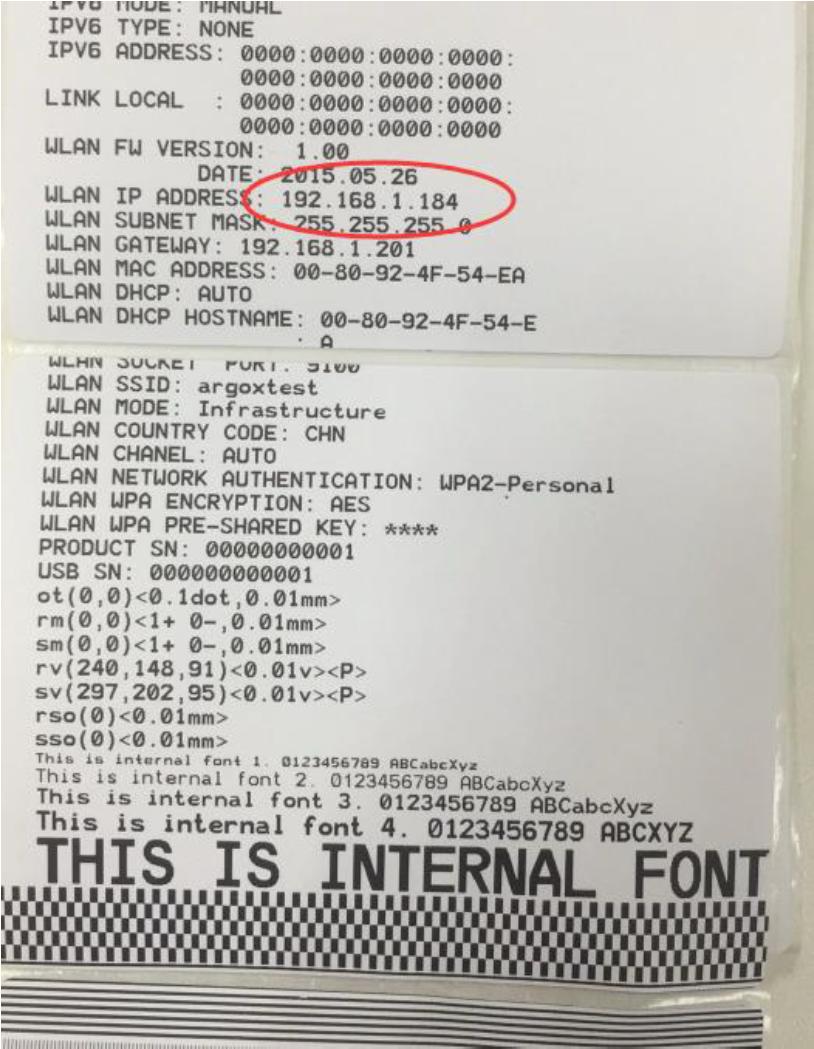 IPV6 MODE: MANUAL
IPV6 TYPE: NONE
IPV6 ADDRESS: 0000:0000:0000:0000:
0000:0000:0000:0000
LINK LOCAL : 0000:0000:0000:0000:
0000:0000:0000:0000
WLAN FW VERSION: 1.00
DATE: 2015.05.26
WLAN IP ADDRESS: 192.168.1.184
WLAN SUBNET MASK: 255.255.255.0
WLAN GATEWAY: 192.168.1.201
WLAN MAC ADDRESS: 00-80-92-4F-54-EA
WLAN DHCP: AUTO
WLAN DHCP HOSTNAME: 00-80-92-4F-54-E
: A
WLAN SOCKET PORT: 9100
WLAN SSID: argoxtest
WLAN MODE: Infrastructure
WLAN COUNTRY CODE: CHN
WLAN CHANEL: AUTO
WLAN NETWORK AUTHENTICATION: WPA2-Personal
WLAN WPA ENCRYPTION: AES
WLAN WPA PRE-SHARED KEY: ****
PRODUCT SN: 00000000001
USB SN: 000000000001
ot(0,0)<0.1dot,0.01mm>
rm(0,0)<1+ 0-,0.01mm>
sm(0,0)<1+ 0-,0.01mm>
rv(240,148,91)<0.01v><P>
sv(297,202,95)<0.01v><P>
rso(0)<0.01mm>
sso(0)<0.01mm>
This is internal font 1. 0123456789 ABCabcXyz
This is internal font 2. 0123456789 ABCabcXyz
This is internal font 3. 0123456789 ABCabcXyz
This is internal font 4. 0123456789 ABCXYZ
THIS IS INTERNAL FONT